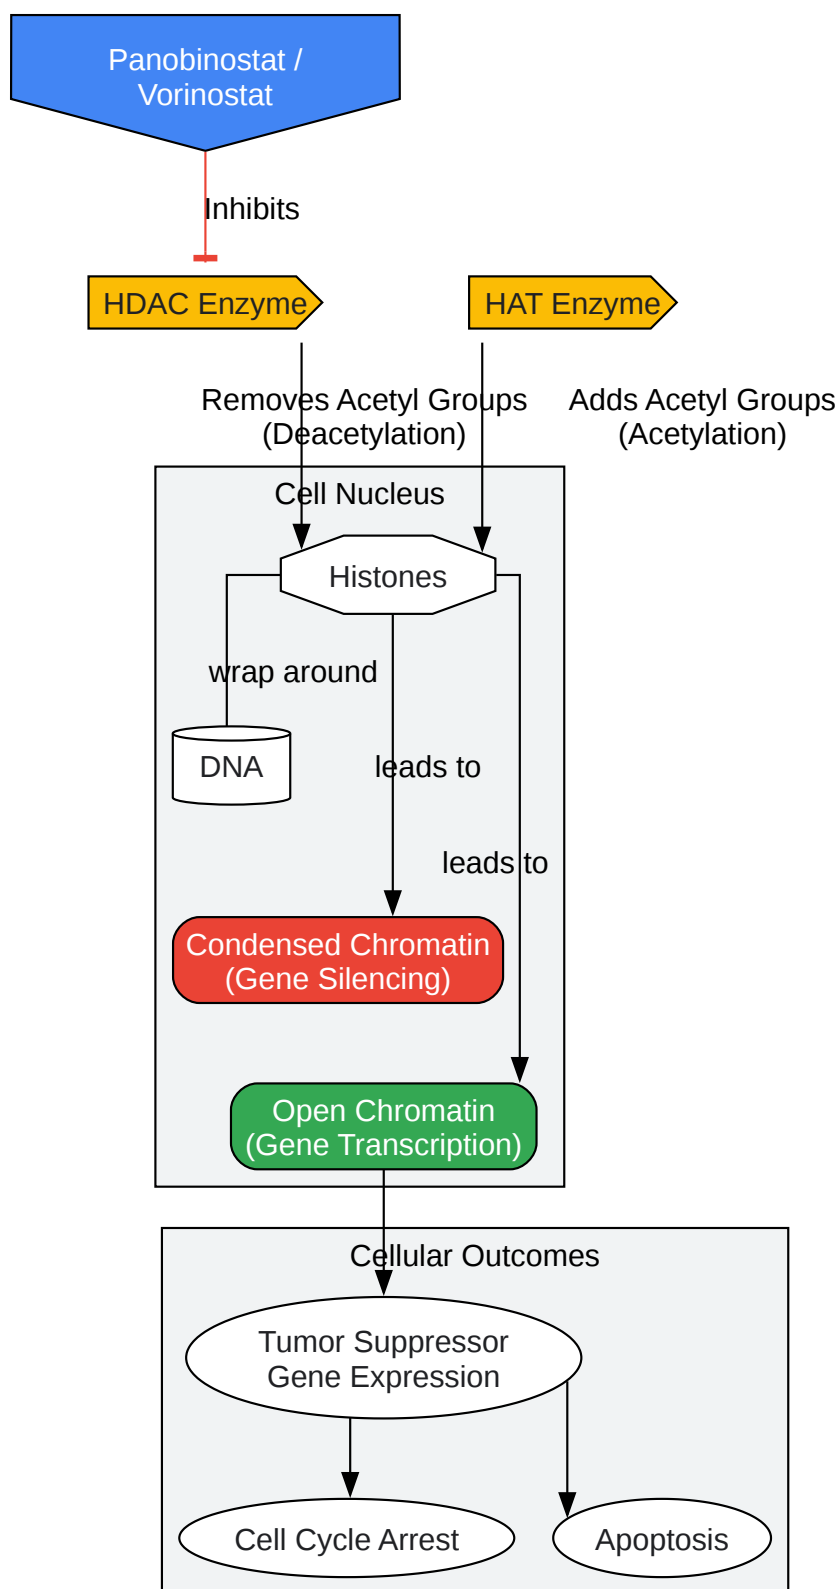 Panobinostat /
Vorinostat
Inhibits
HDAC Enzyme
HAT Enzyme
Removes Acetyl Groups
(Deacetylation)
Adds Acetyl Groups
(Acetylation)
Cell Nucleus
Histones
wrap around
DNA
leads to
leads to
Condensed Chromatin
(Gene Silencing)
Open Chromatin
(Gene Transcription)
Cellular Outcomes
Tumor Suppressor
Gene Expression
Cell Cycle Arrest
Apoptosis